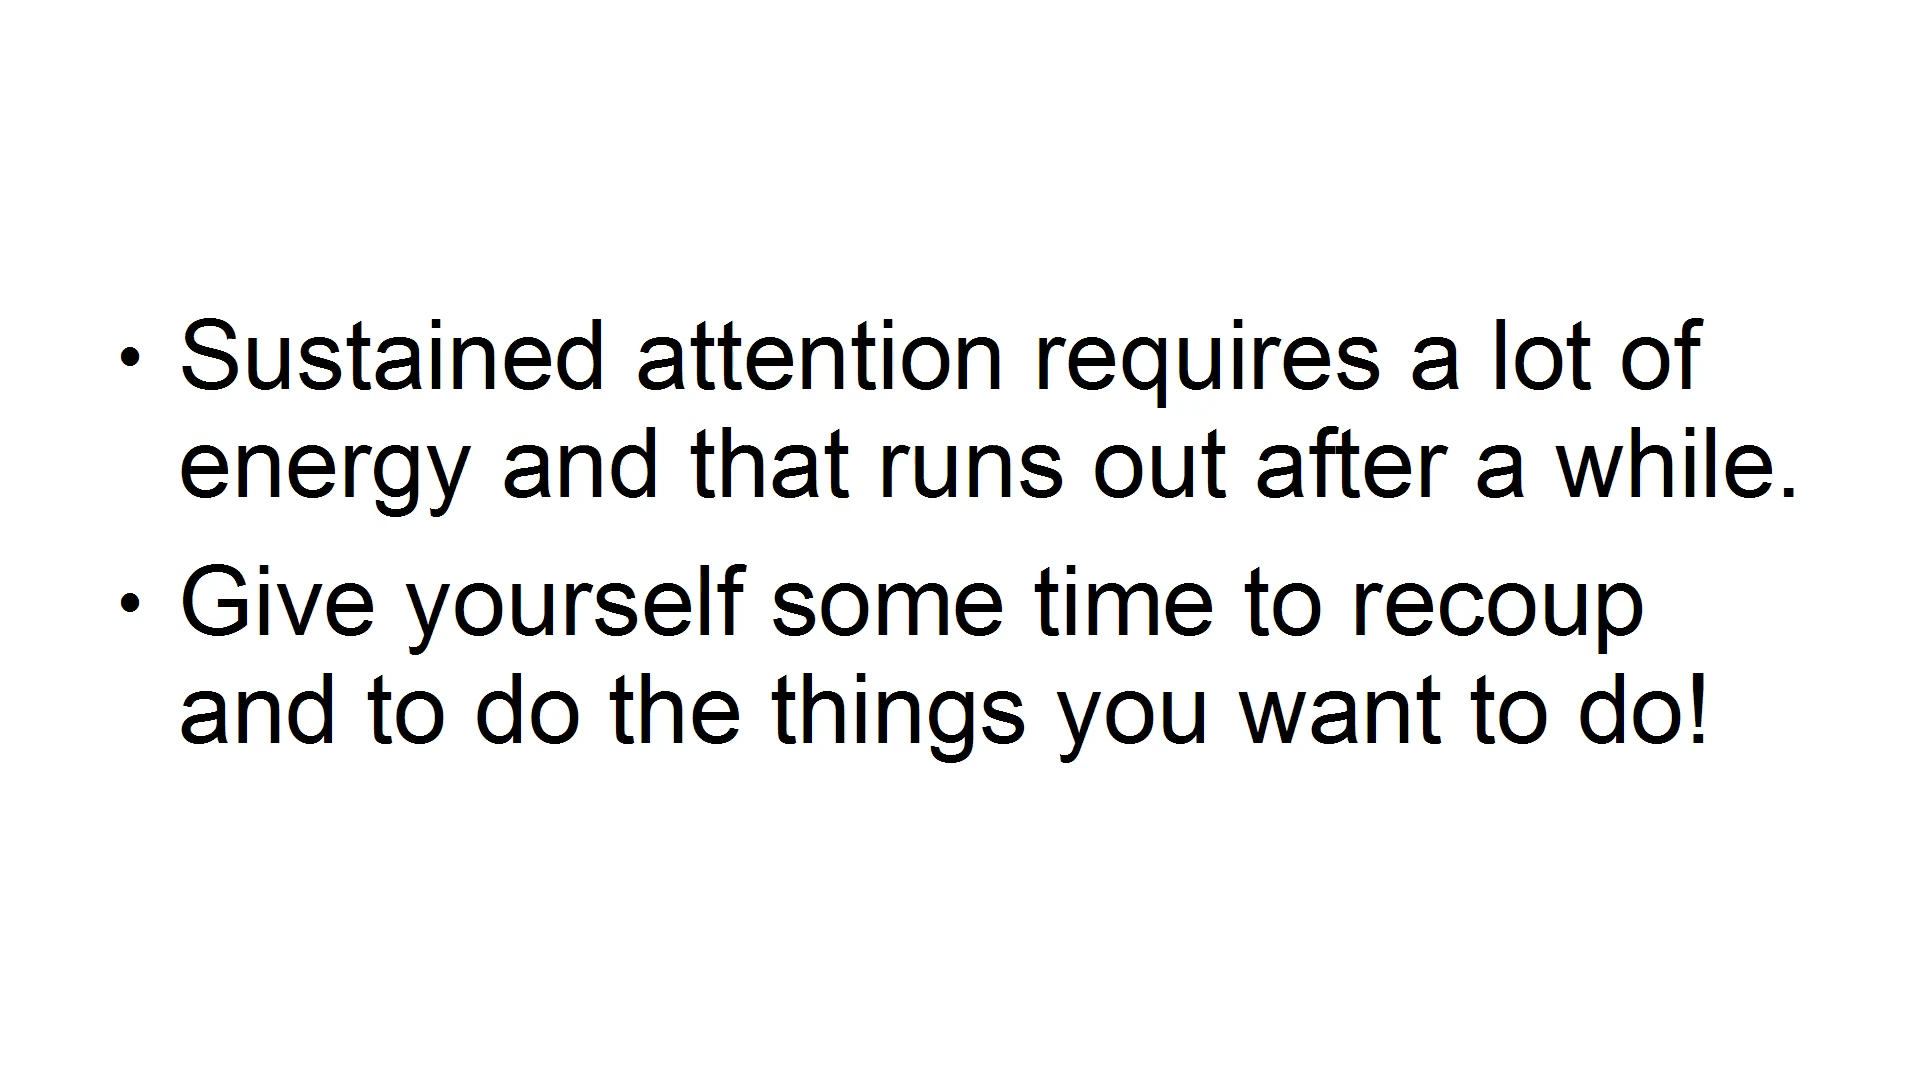 • Sustained attention requires a lot of
energy and that runs out after a while.
• Give yourself some time to recoup
and to do the things you want to do!